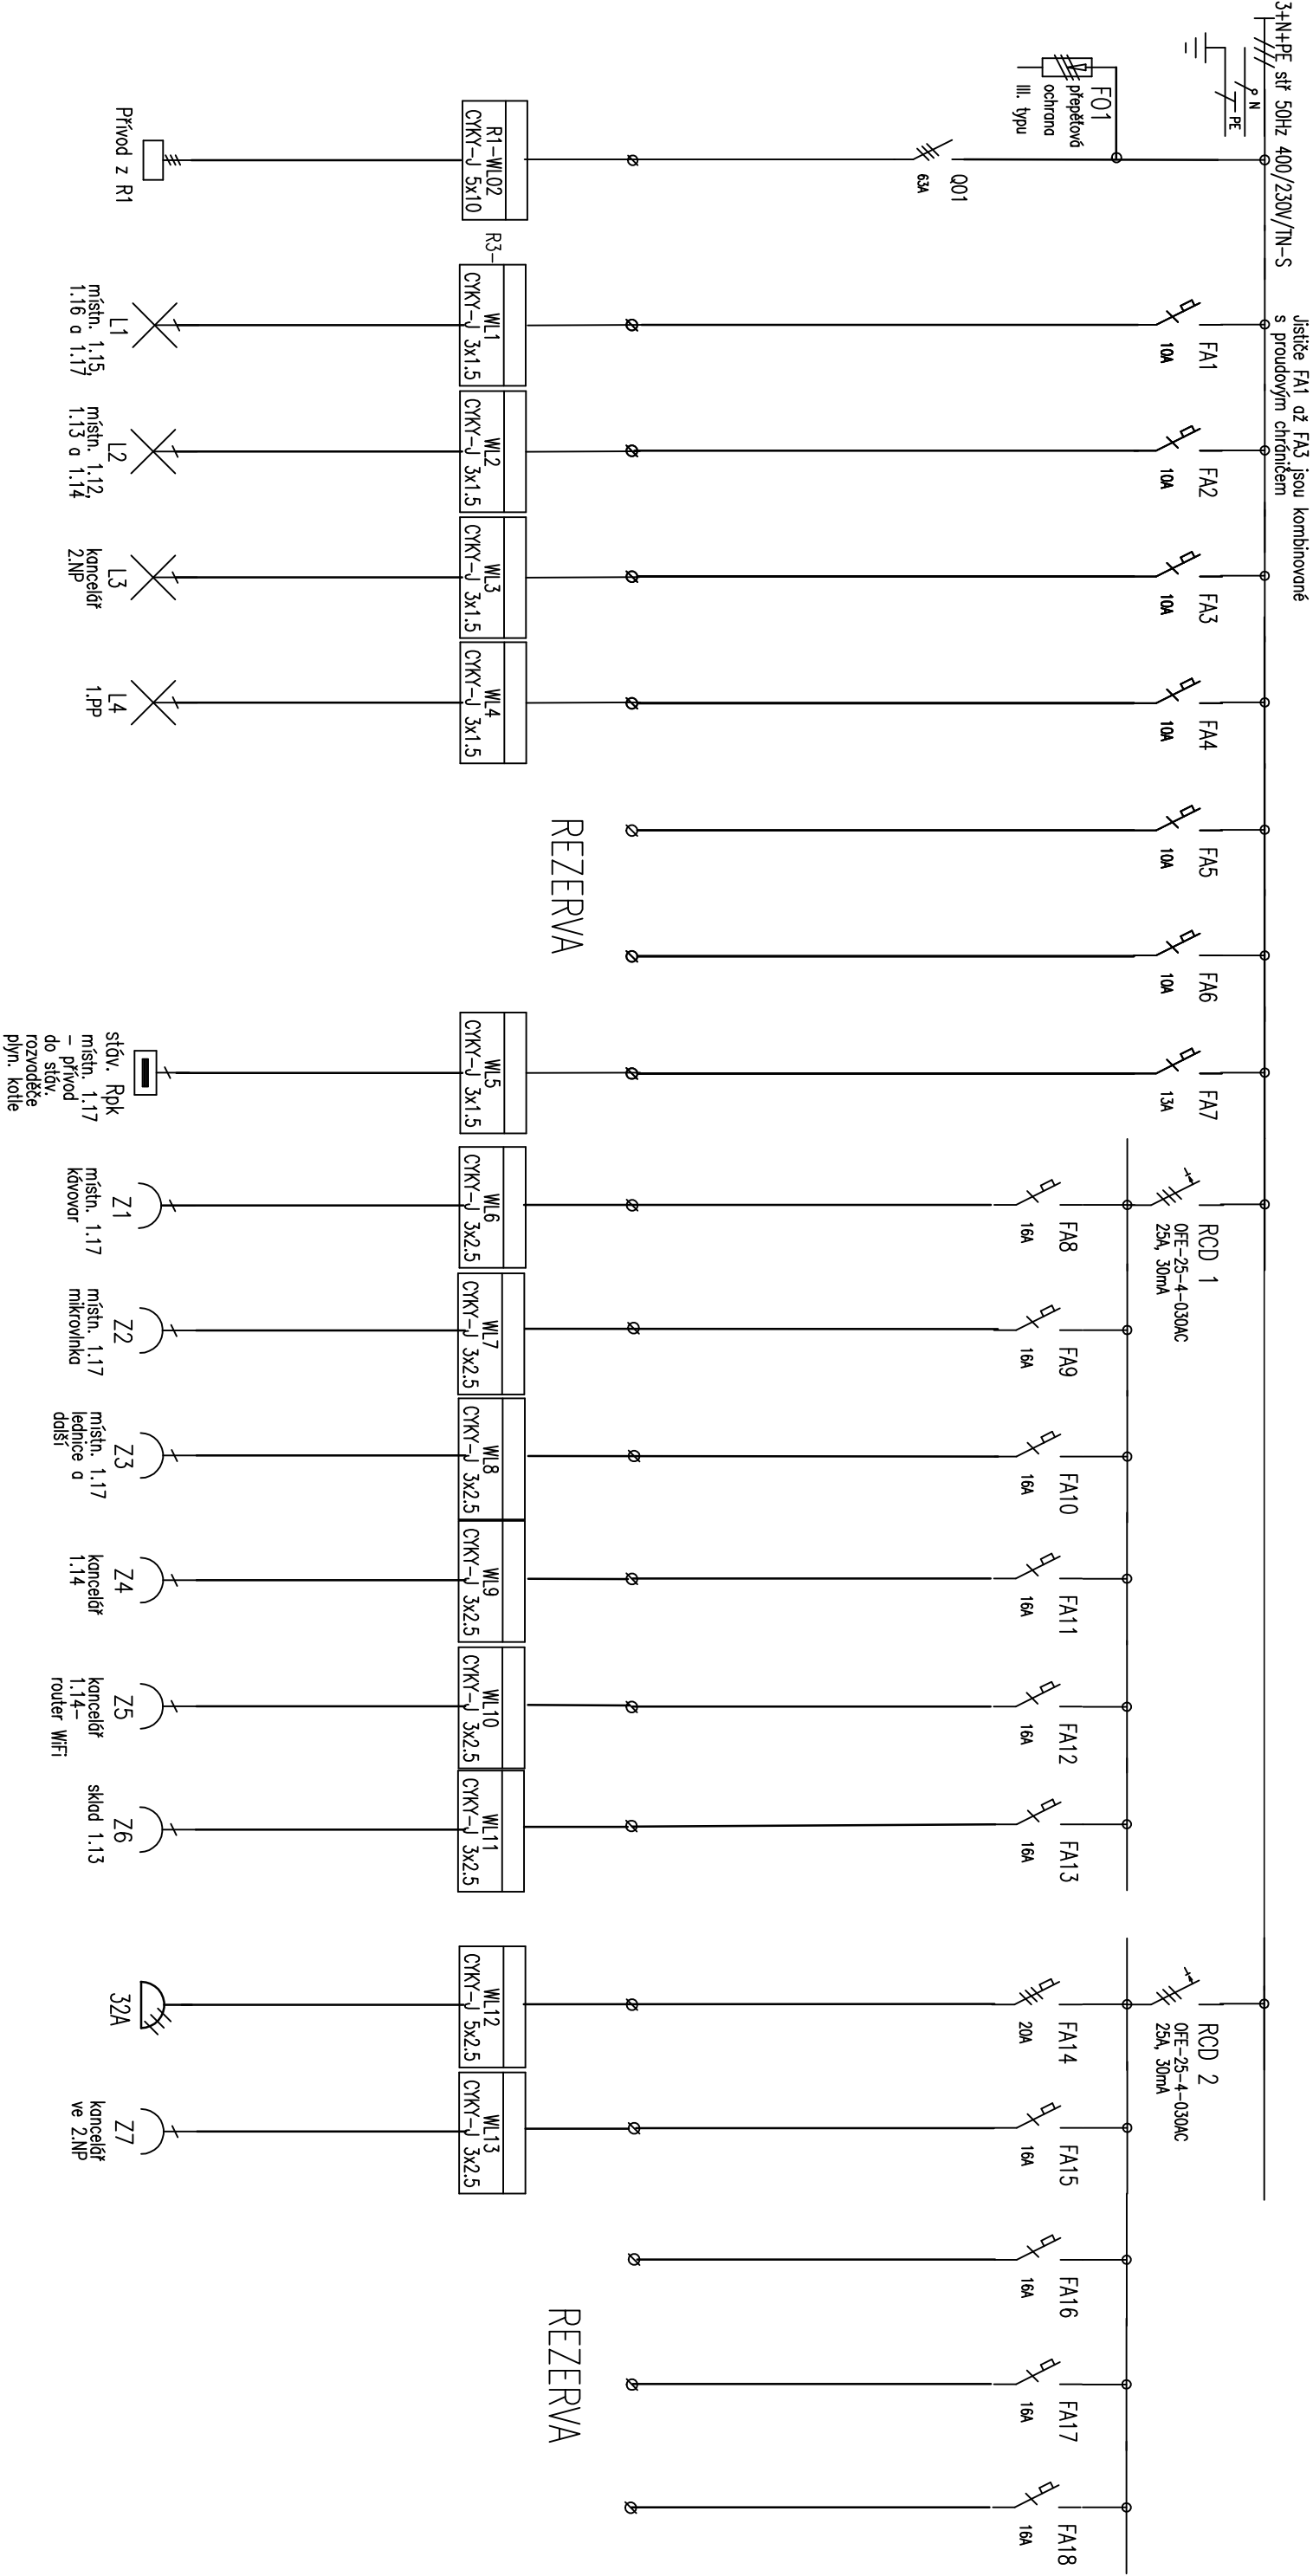 3+N+PE stř 50Hz 400/230V/TN-S
N
PE
Jističe FA1 až FA3 jsou kombinované
s proudovým chráničem
FO1
přepěťová
ochrana
III. typu
Q01
63A
R1-WL02
CYKY-J 5x10
Přívod z R1
R3-
FA1
10A
WL1
CYKY-J 3x1.5
L1
místn. 1.15,
1.16 a 1.17
FA2
10A
WL2
CYKY-J 3x1.5
L2
místn. 1.12,
1.13 a 1.14
FA3
10A
WL3
CYKY-J 3x1.5
L3
kancelář
2.NP
FA4
10A
WL4
CYKY-J 3x1.5
L4
1.PP
FA5
10A
REZERVA
FA6
10A
FA7
13A
WL5
CYKY-J 3x1.5
stáv. Rpk
místn. 1.17
- přívod
do stáv.
rozvaděče
plyn. kotle
RCD 1
OFE-25-4-030AC
25A, 30mA
FA8
16A
WL6
CYKY-J 3x2.5
Z1
místn. 1.17
kávovar
FA9
16A
WL7
CYKY-J 3x2.5
Z2
místn. 1.17
mikrovlnka
FA10
16A
WL8
CYKY-J 3x2.5
Z3
místn. 1.17
lednice a
další
FA11
16A
WL9
CYKY-J 3x2.5
Z4
kancelář
1.14
FA12
16A
WL10
CYKY-J 3x2.5
Z5
kancelář
1.14-
router WiFi
FA13
16A
WL11
CYKY-J 3x2.5
Z6
sklad 1.13
RCD 2
OFE-25-4-030AC
25A, 30mA
FA14
20A
WL12
CYKY-J 5x2.5
32A
FA15
16A
WL13
CYKY-J 3x2.5
Z7
kancelář
ve 2.NP
FA16
16A
REZERVA
FA17
16A
FA18
16A